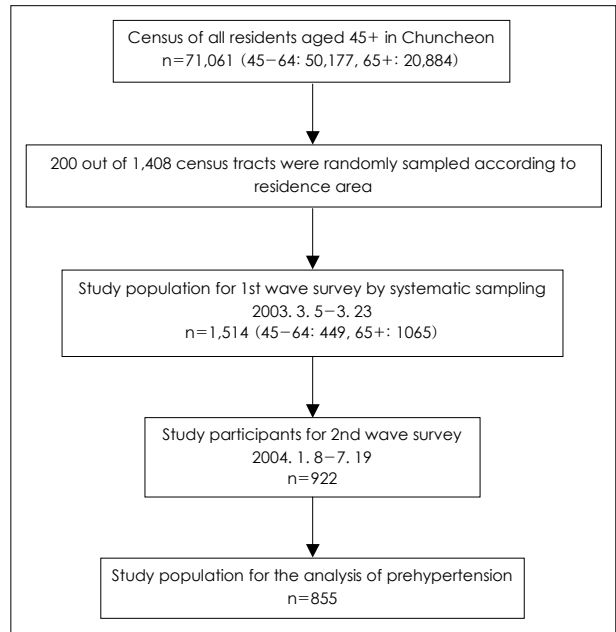 Census of all residents aged 45+ in Chuncheon
n=71,061 (45-64: 50,177, 65+: 20,884)
200 out of 1,408 census tracts were randomly sampled according to
residence area
Study population for 1st wave survey by systematic sampling
2003. 3. 5-3. 23
n=1,514 (45-64: 449, 65+: 1065)
Study participants for 2nd wave survey
2004. 1. 8-7. 19
n=922
Study population for the analysis of prehypertension
n=855